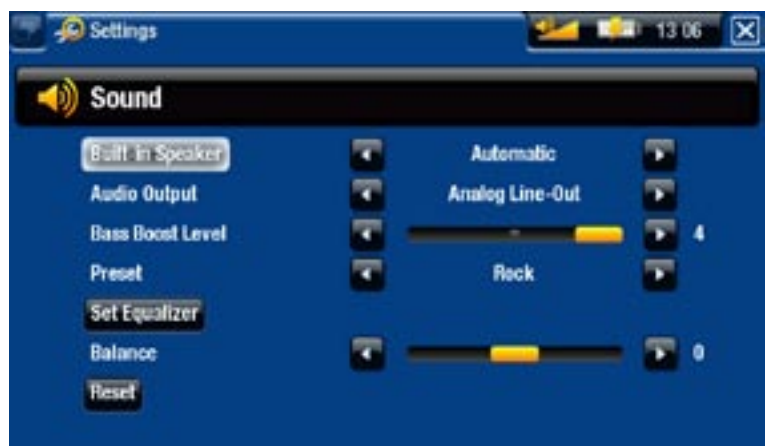 Settings 13 06
Sound
Built-in Speaker Automatic
Audio Output Analog Line-Out
Bass Boost Level 4
Preset Rock
Set Equalizer
Balance 0
Reset